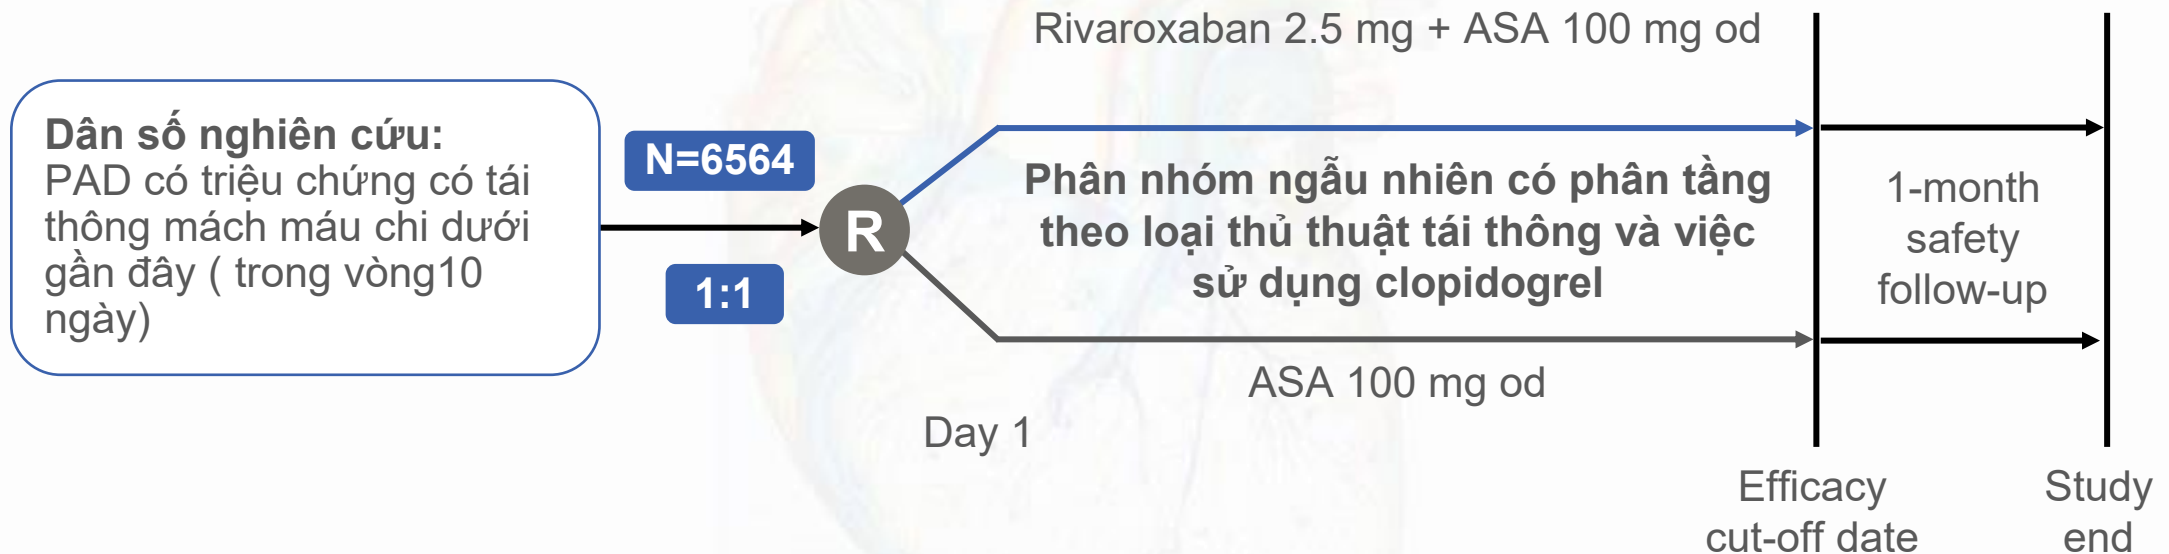 Rivaroxaban 2.5 mg + ASA 100 mg od
Dân số nghiên cứu:
PAD có triệu chứng có tái
thông mách máu chi dưới
gần đây ( trong vòng10
ngày)
N=6564
1:1
R
Phân nhóm ngẫu nhiên có phân tầng
theo loại thủ thuật tái thông và việc
sử dụng clopidogrel
1-month
safety
follow-up
ASA 100 mg od
Day 1
Efficacy
cut-off date
Study
end